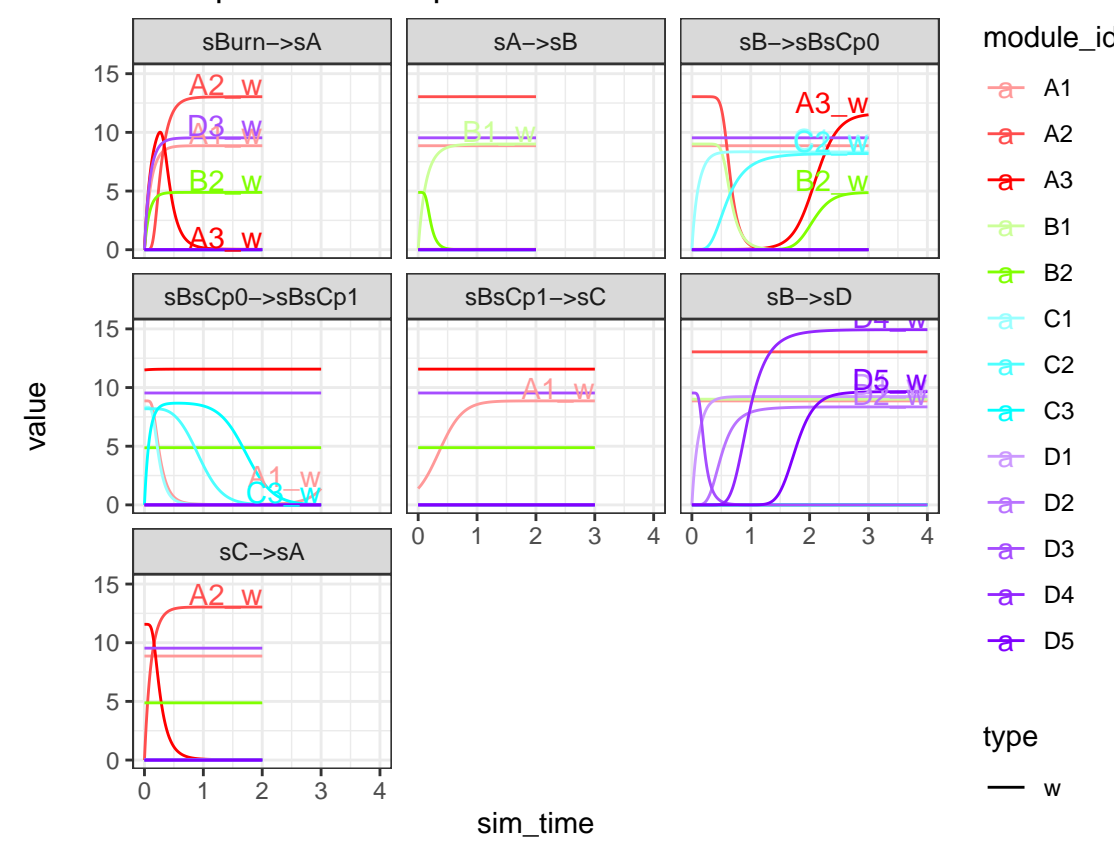 sBurn−>sA
sA−>sB
sB−>sBsCp0
15
10
5
0
A2_w
D3_w
A1_w
B2_w
A3_w
B1_w
A3_w
C2_w
B2_w
sBsCp0−>sBsCp1
sBsCp1−>sC
sB−>sD
15
10
5
0
A1_w
C3_w
A1_w
D4_w
D5_w
D2_w
0 1 2 3 4
0 1 2 3 4
sC−>sA
15
10
5
0
A2_w
0 1 2 3 4
value
sim_time
module_id
a A1
a A2
a A3
a B1
a B2
a C1
a C2
a C3
a D1
a D2
a D3
a D4
a D5
type
w